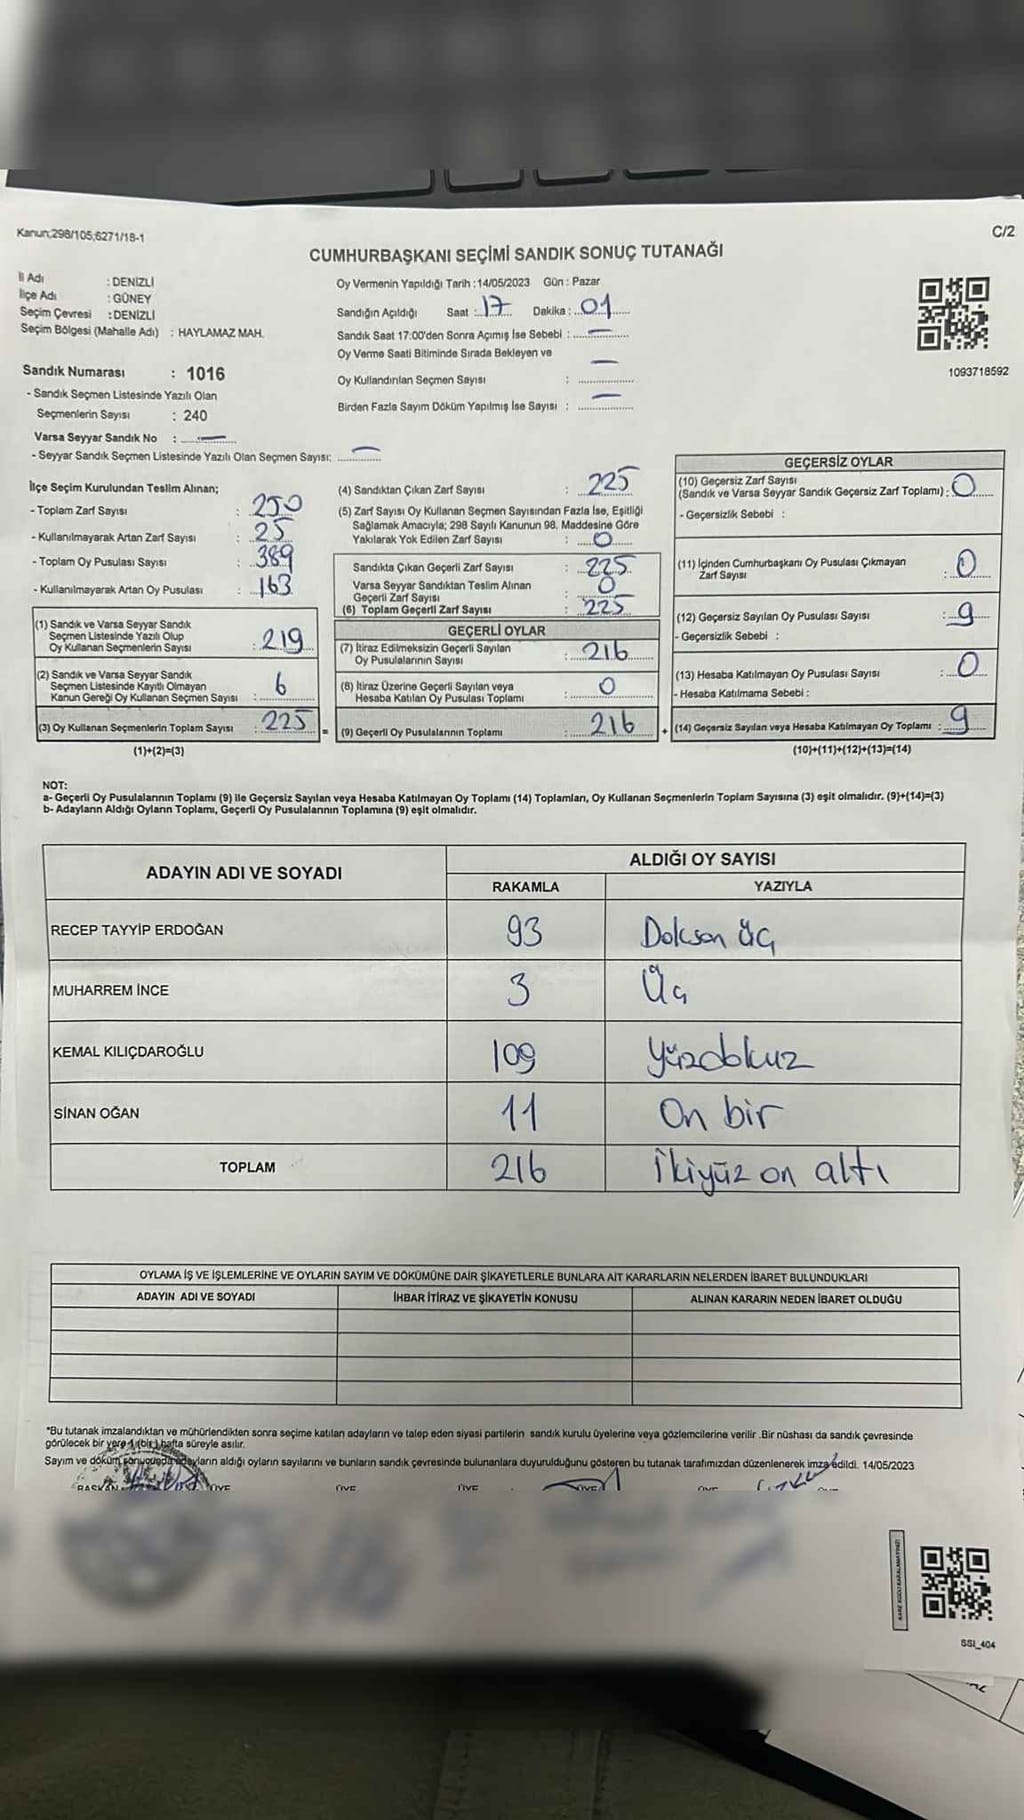 Kanun;298/105;6271/18-1
C/2
CUMHURBAŞKANI SEÇİMİ SANDIK SONUÇ TUTANAĞI
İl Adı : DENİZLİ
İlçe Adı : GÜNEY
Seçim Çevresi : DENİZLİ
Seçim Bölgesi (Mahalle Adı) : HAYLAMAZ MAH.
Sandık Numarası : 1016
- Sandık Seçmen Listesinde Yazılı Olan
Seçmenlerin Sayısı : 240
Varsa Seyyar Sandık No : —
- Seyyar Sandık Seçmen Listesinde Yazılı Olan Seçmen Sayısı: —
Oy Vermenin Yapıldığı Tarih : 14/05/2023 Gün : Pazar
Sandığın Açıldığı Saat : 17 Dakika : 01
Sandık Saat 17:00'den Sonra Açımış İse Sebebi : —
Oy Verme Saati Bitiminde Sırada Bekleyen ve
Oy Kullandırılan Seçmen Sayısı : —
Birden Fazla Sayım Döküm Yapılmış İse Sayısı : —
1093718592
İlçe Seçim Kurulundan Teslim Alınan;
- Toplam Zarf Sayısı : 250
- Kullanılmayarak Artan Zarf Sayısı : 25
- Toplam Oy Pusulası Sayısı : 389
- Kullanılmayarak Artan Oy Pusulası : 163
(1) Sandık ve Varsa Seyyar Sandık
Seçmen Listesinde Yazılı Olup
Oy Kullanan Seçmenlerin Sayısı : 219
(2) Sandık ve Varsa Seyyar Sandık
Seçmen Listesinde Kayıtlı Olmayan
Kanun Gereği Oy Kullanan Seçmen Sayısı : 6
(3) Oy Kullanan Seçmenlerin Toplam Sayısı : 225
(1)+(2)=(3)
(4) Sandıktan Çıkan Zarf Sayısı : 225
(5) Zarf Sayısı Oy Kullanan Seçmen Sayısından Fazla İse, Eşitliği
Sağlamak Amacıyla; 298 Sayılı Kanunun 98. Maddesine Göre
Yakılarak Yok Edilen Zarf Sayısı : 0
Sandıkta Çıkan Geçerli Zarf Sayısı : 225
Varsa Seyyar Sandıktan Teslim Alınan
Geçerli Zarf Sayısı : 0
(6) Toplam Geçerli Zarf Sayısı : 225
GEÇERLİ OYLAR
(7) İtiraz Edilmeksizin Geçerli Sayılan
Oy Pusulalarının Sayısı : 216
(8) İtiraz Üzerine Geçerli Sayılan veya
Hesaba Katılan Oy Pusulası Toplamı : 0
(9) Geçerli Oy Pusulalarının Toplamı : 216
GEÇERSİZ OYLAR
(10) Geçersiz Zarf Sayısı
(Sandık ve Varsa Seyyar Sandık Geçersiz Zarf Toplamı) : 0
- Geçersizlik Sebebi :
(11) İçinden Cumhurbaşkanı Oy Pusulası Çıkmayan
Zarf Sayısı : 0
(12) Geçersiz Sayılan Oy Pusulası Sayısı : 9
- Geçersizlik Sebebi :
(13) Hesaba Katılmayan Oy Pusulası Sayısı : 0
- Hesaba Katılmama Sebebi :
(14) Geçersiz Sayılan veya Hesaba Katılmayan Oy Toplamı : 9
(10)+(11)+(12)+(13)=(14)
NOT:
a- Geçerli Oy Pusulalarının Toplamı (9) ile Geçersiz Sayılan veya Hesaba Katılmayan Oy Toplamı (14) Toplamları, Oy Kullanan Seçmenlerin Toplam Sayısına (3) eşit olmalıdır. (9)+(14)=(3)
b- Adayların Aldığı Oyların Toplamı, Geçerli Oy Pusulalarının Toplamına (9) eşit olmalıdır.
ADAYIN ADI VE SOYADI
ALDIĞI OY SAYISI
RAKAMLA YAZIYLA
RECEP TAYYİP ERDOĞAN 93 Doksan üç
MUHARREM İNCE 3 Üç
KEMAL KILIÇDAROĞLU 109 Yüzdokuz
SİNAN OĞAN 11 On bir
TOPLAM 216 İkiyüz on altı
OYLAMA İŞ VE İŞLEMLERİNE VE OYLARIN SAYIM VE DÖKÜMÜNE DAİR ŞİKAYETLERLE BUNLARA AİT KARARLARIN NELERDEN İBARET BULUNDUKLARI
ADAYIN ADI VE SOYADI İHBAR İTİRAZ VE ŞİKAYETİN KONUSU ALINAN KARARIN NEDEN İBARET OLDUĞU
*Bu tutanak imzalandıktan ve mühürlendikten sonra seçime katılan adayların ve talep eden siyasi partilerin sandık kurulu üyelerine veya gözlemcilerine verilir .Bir nüshası da sandık çevresinde
görülecek bir yere 1 (bir) hafta süreyle asılır.
Sayım ve döküm sonucunda adayların aldığı oyların sayılarını ve bunların sandık çevresinde bulunanlara duyurulduğunu gösteren bu tutanak tarafımızdan düzenlenerek imza edildi. 14/05/2023
BAŞKAN ÜYE ÜYE ÜYE ÜYE ÜYE ÜYE
SSI_404